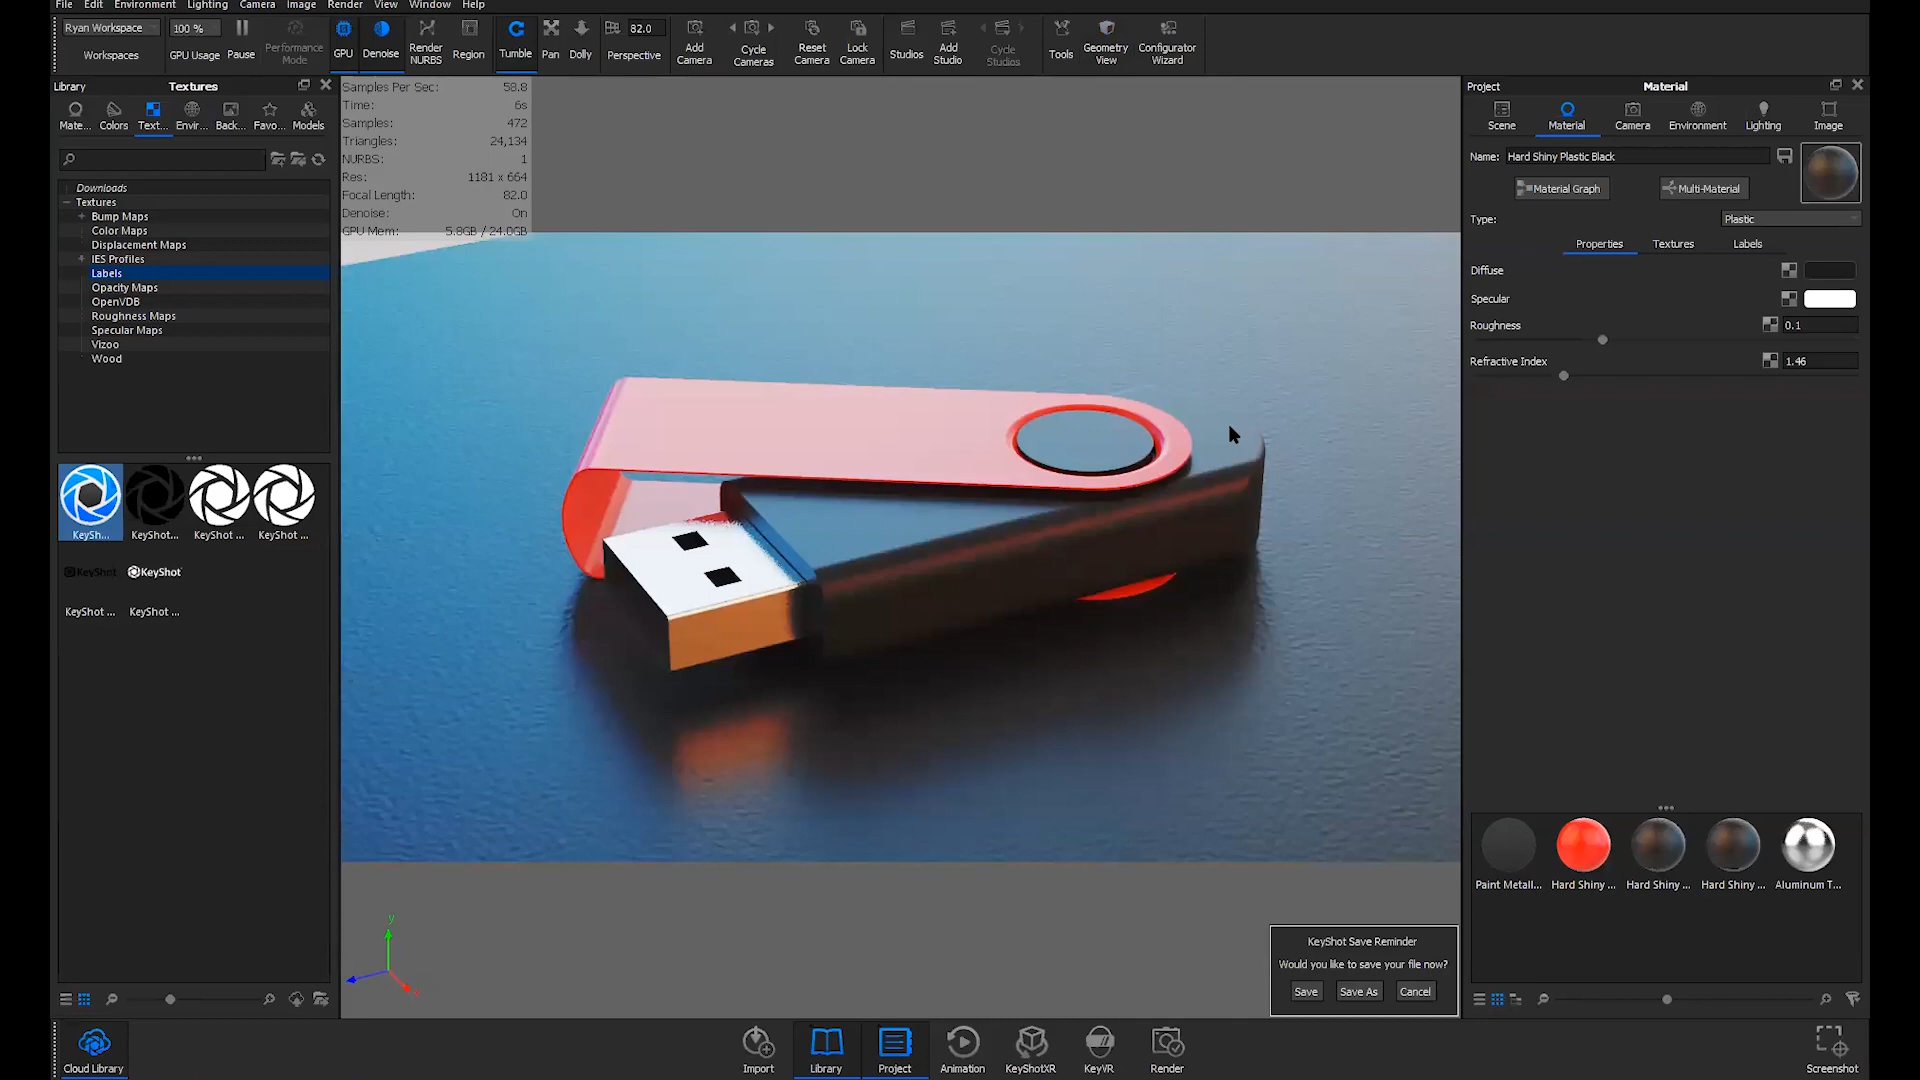 File Edit Environment Lighting Camera Image Render View Window Help
Ryan Workspace
Workspaces
100 %
GPU Usage
Pause
Performance Mode
GPU
Denoise
Render NURBS
Region
Tumble
Pan
Dolly
82.0
Perspective
Add Camera
Cycle Cameras
Reset Camera
Lock Camera
Studios
Add Studio
Cycle Studios
Tools
Geometry View
Configurator Wizard
Library
Textures
Mate...
Colors
Text...
Envir...
Back...
Favo...
Models
Downloads
Textures
Bump Maps
Color Maps
Displacement Maps
IES Profiles
Labels
Opacity Maps
OpenVDB
Roughness Maps
Specular Maps
Vizoo
Wood
KeySh...
KeyShot...
KeyShot ...
KeyShot ...
KeyShot
KeyShot
KeyShot ...
KeyShot ...
Samples Per Sec: 58.8
Time: 6s
Samples: 472
Triangles: 24,134
NURBS: 1
Res: 1181 x 664
Focal Length: 82.0
Denoise: On
GPU Mem: 5.8GB / 24.0GB
y
KeyShot Save Reminder
Would you like to save your file now?
Save
Save As
Cancel
Project
Material
Scene
Material
Camera
Environment
Lighting
Image
Name: Hard Shiny Plastic Black
Material Graph
Multi-Material
Type: Plastic
Properties
Textures
Labels
Diffuse
Specular
Roughness 0.1
Refractive Index 1.46
Paint Metall...
Hard Shiny ...
Hard Shiny ...
Hard Shiny ...
Aluminum T...
Cloud Library
Import
Library
Project
Animation
KeyShotXR
KeyVR
Render
Screenshot